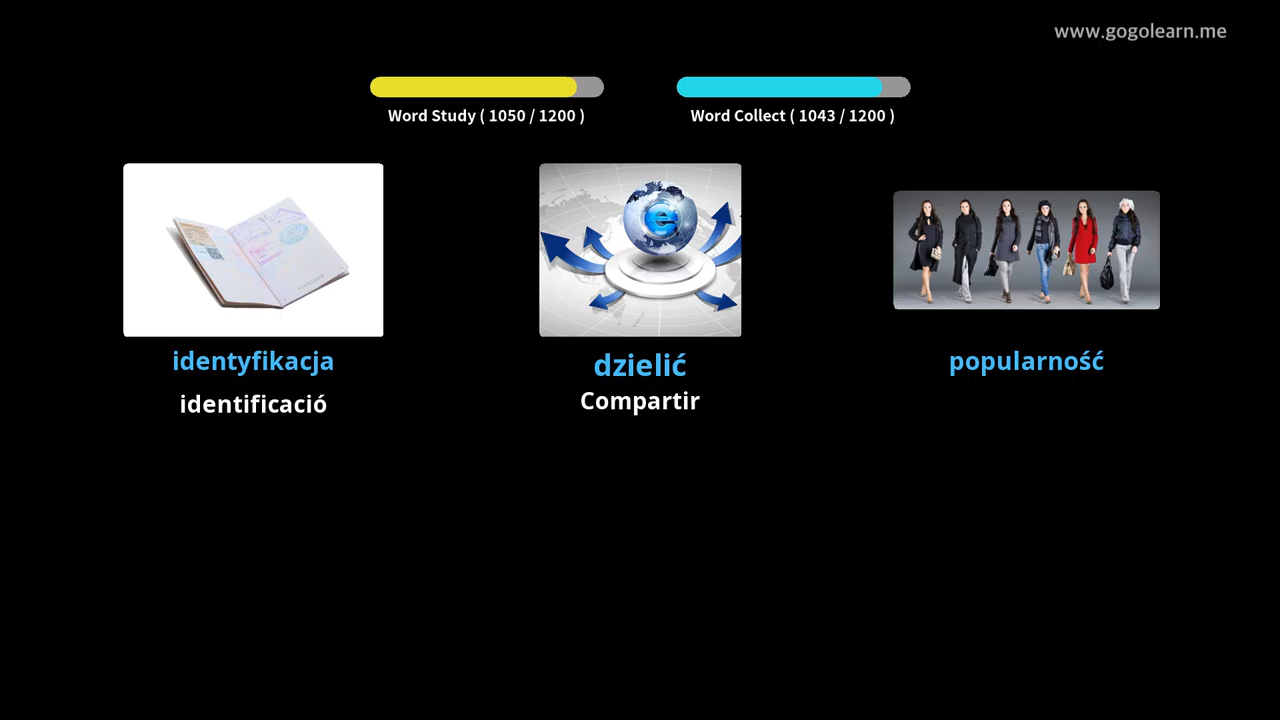 www.gogolearn.me
Word Study ( 1050 / 1200 )
Word Collect ( 1043 / 1200 )
e
identyfikacja
dzielić
popularność
identificació
Compartir